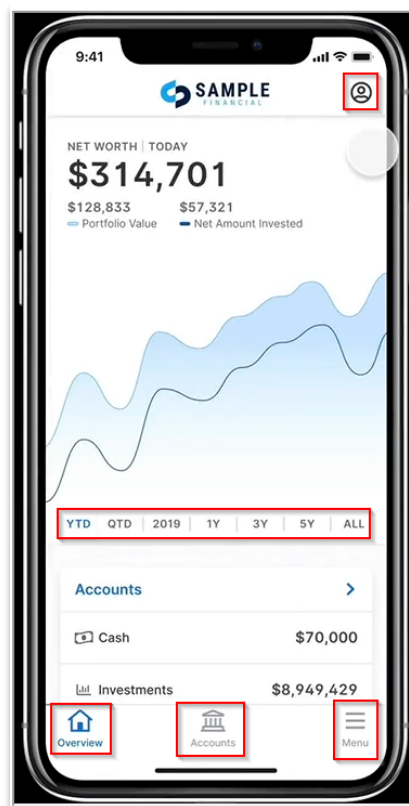 9:41
SAMPLE
FINANCIAL
NET WORTH | TODAY
$314,701
$128,833 $57,321
Portfolio Value Net Amount Invested
YTD QTD 2019 1Y 3Y 5Y ALL
Accounts
Cash $70,000
Investments $8,949,429
Overview Accounts Menu